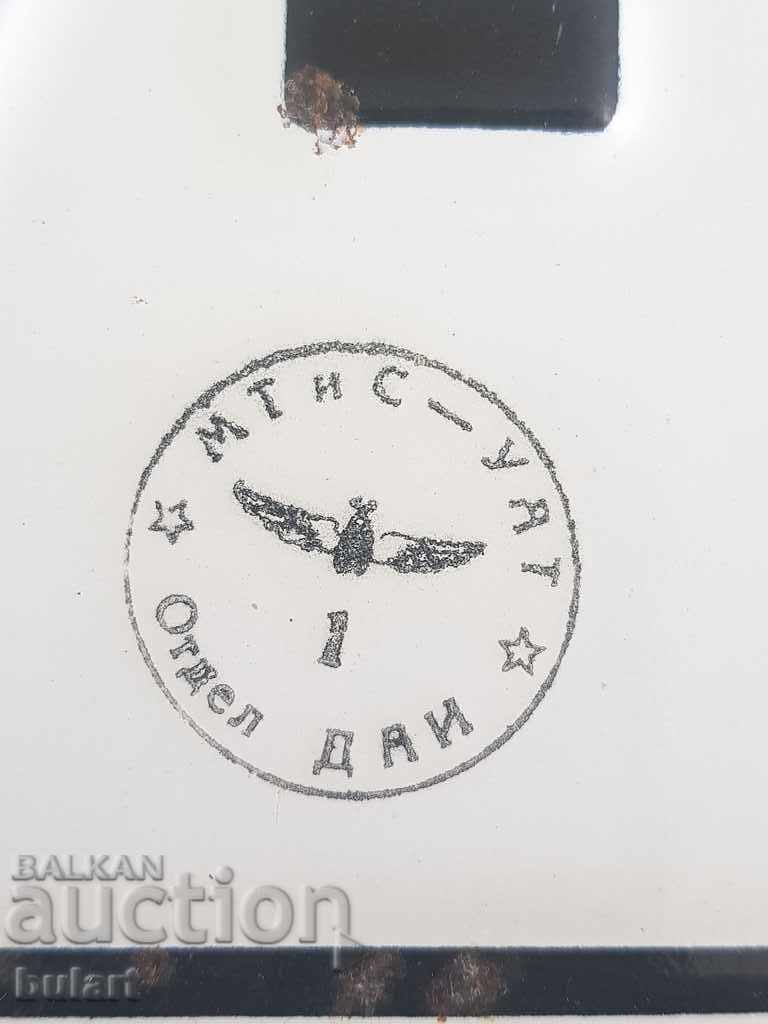 МТиС – УАТ
1
Отдел ДАИ
BALKAN
auction
bulart